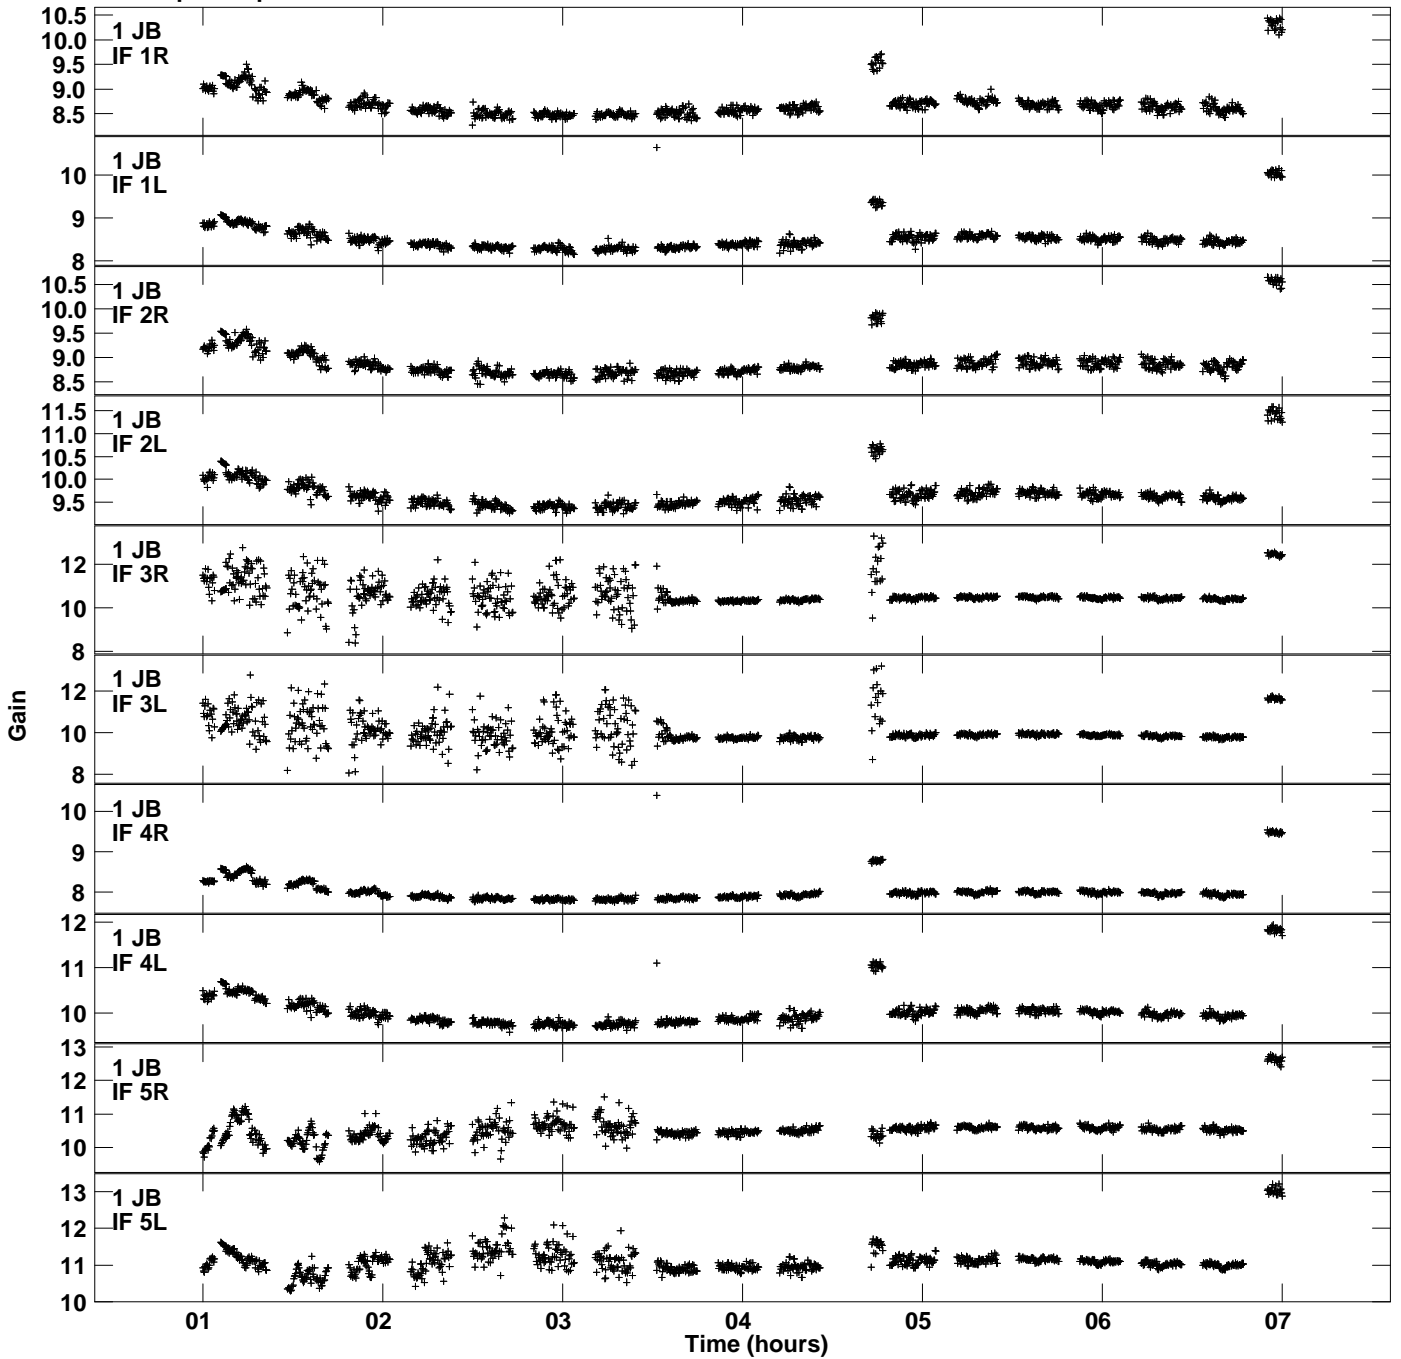 10.5
10.0
9.5
9.0
8.5
1 JB
IF 1R
10
9
8
1 JB
IF 1L
10.5
10.0
9.5
9.0
8.5
1 JB
IF 2R
11.5
11.0
10.5
10.0
9.5
1 JB
IF 2L
12
10
8
1 JB
IF 3R
12
10
8
1 JB
IF 3L
10
9
8
1 JB
IF 4R
12
11
10
1 JB
IF 4L
13
12
11
10
1 JB
IF 5R
13
12
11
10
1 JB
IF 5L
Gain
01 02 03 04 05 06 07
Time (hours)